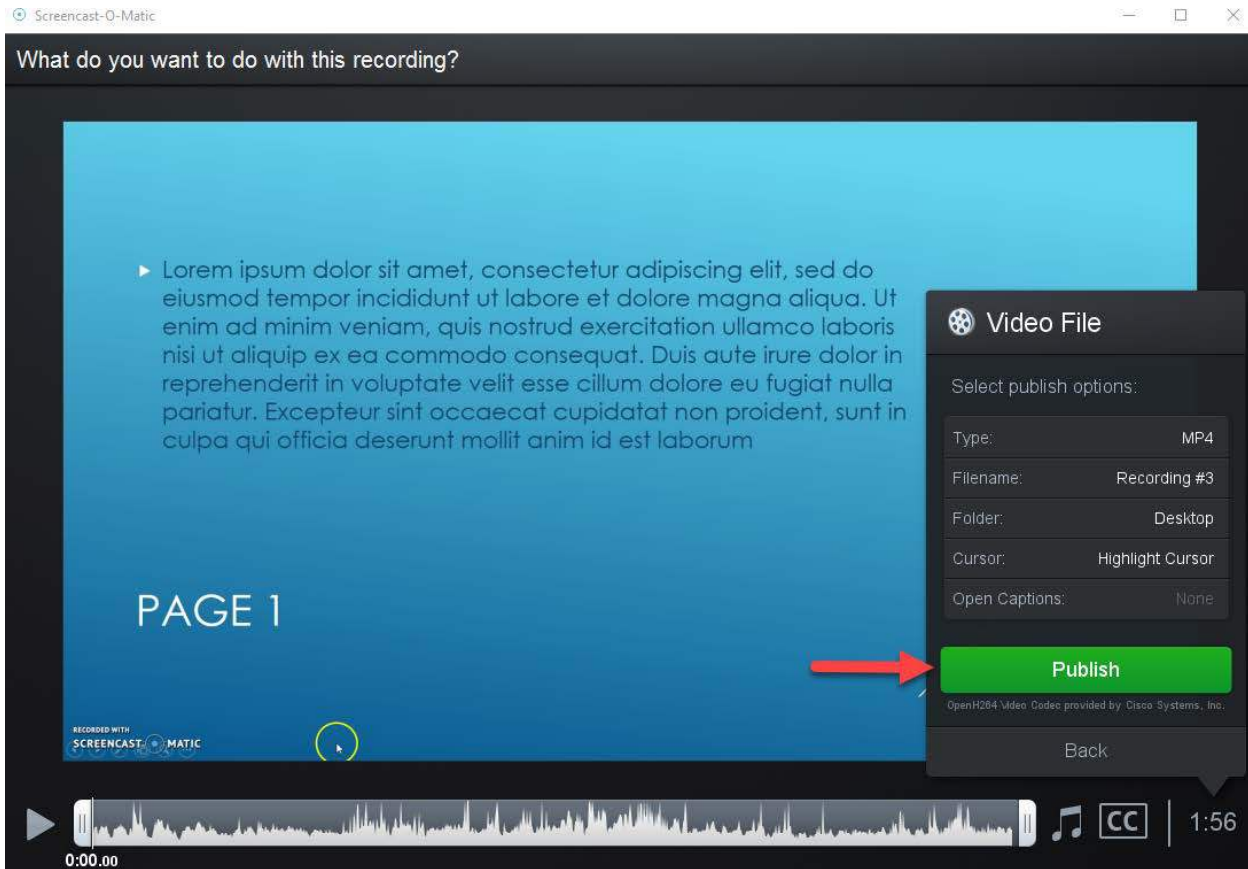 Screencast-O-Matic
What do you want to do with this recording?
Lorem ipsum dolor sit amet, consectetur adipiscing elit, sed do
eiusmod tempor incididunt ut labore et dolore magna aliqua. Ut
enim ad minim veniam, quis nostrud exercitation ullamco laboris
nisi ut aliquip ex ea commodo consequat. Duis aute irure dolor in
reprehenderit in voluptate velit esse cillum dolore eu fugiat nulla
pariatur. Excepteur sint occaecat cupidatat non proident, sunt in
culpa qui officia deserunt mollit anim id est laborum
PAGE 1
RECORDED WITH
SCREENCAST-O-MATIC
Video File
Select publish options:
Type: MP4
Filename: Recording #3
Folder: Desktop
Cursor: Highlight Cursor
Open Captions: None
Publish
OpenH264 Video Codec provided by Cisco Systems, Inc.
Back
CC
1:56
0:00.00